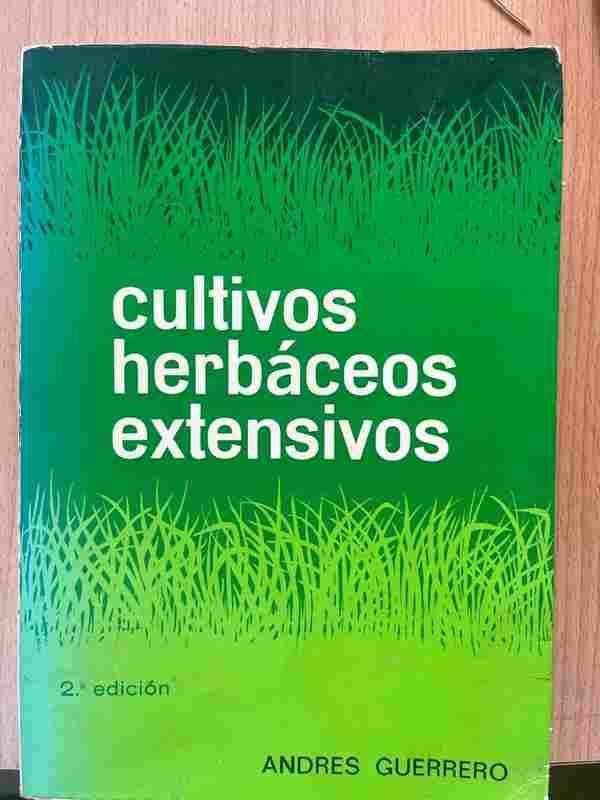 cultivos
herbáceos
extensivos
2.ª edición
ANDRES GUERRERO